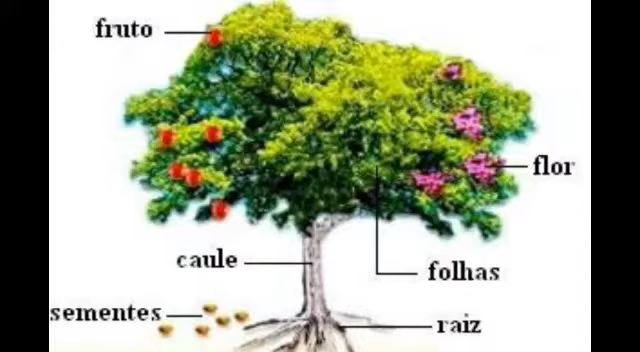 fruto
flor
caule
folhas
sementes
raiz